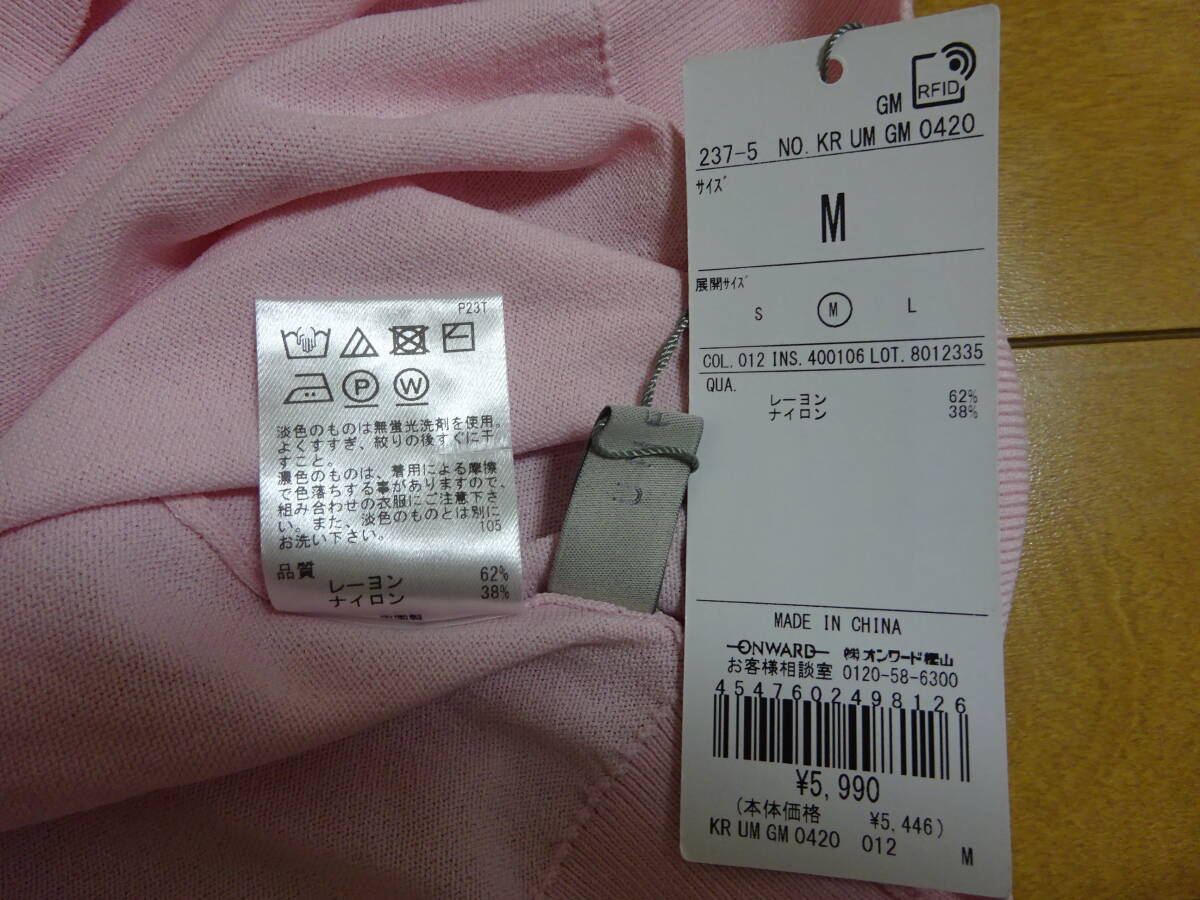 P23T
P
W
淡色のものは無蛍光洗剤を使用。
よくすすぎ、絞りの後すぐに干
すこと。
濃色のものは、着用による摩擦
で色落ちする事がありますので、
組み合わせの衣服にご注意下さ
い。また、淡色のものとは別に
お洗い下さい。 105
品質
レーヨン 62%
ナイロン 38%
GM RFID
237-5 NO. KR UM GM 0420
サイズ
M
展開サイズ
S M L
COL. 012 INS. 400106 LOT. 8012335
QUA.
レーヨン 62%
ナイロン 38%
MADE IN CHINA
ONWARD ㈱オンワード樫山
お客様相談室 0120-58-6300
4547602498126
M
¥5,990
(本体価格 ¥5,446)
KR UM GM 0420 012 M